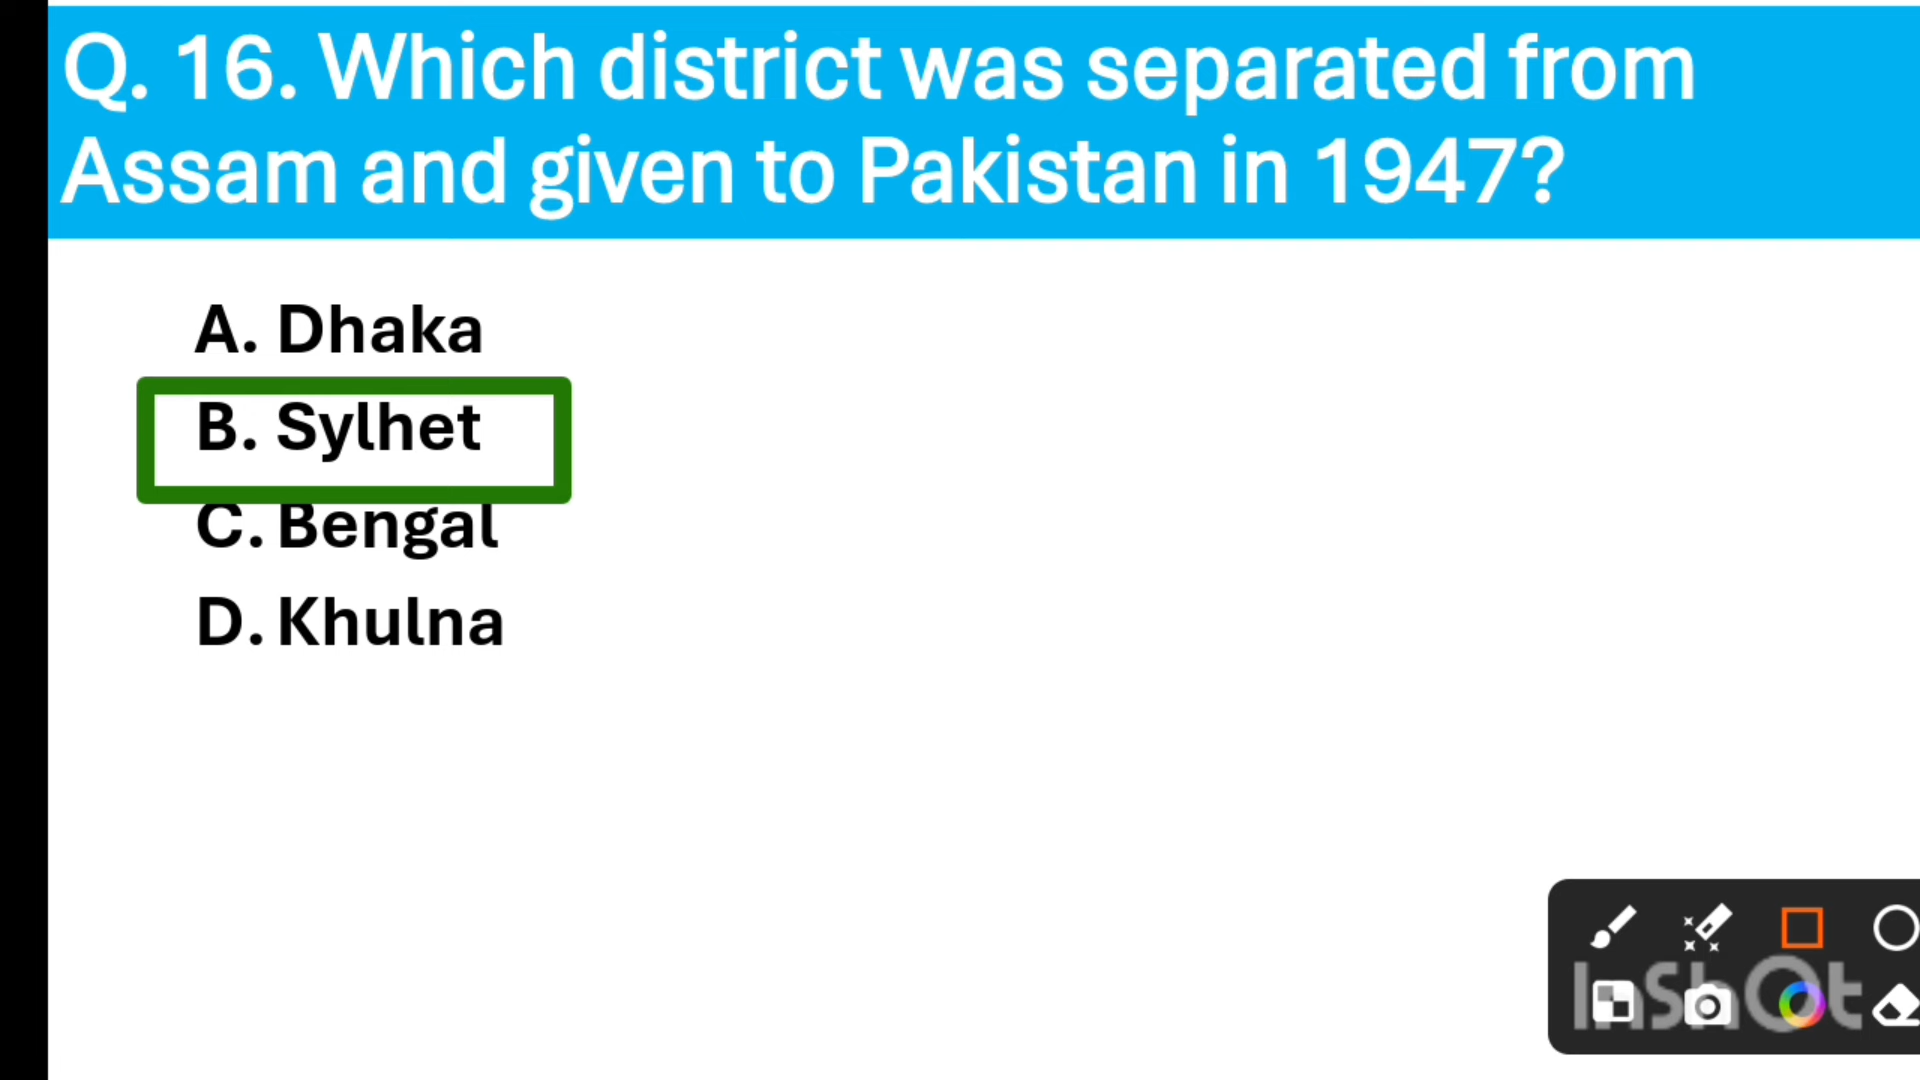 Q. 16. Which district was separated from
Assam and given to Pakistan in 1947?
A. Dhaka
B. Sylhet
C. Bengal
D. Khulna
InShOt